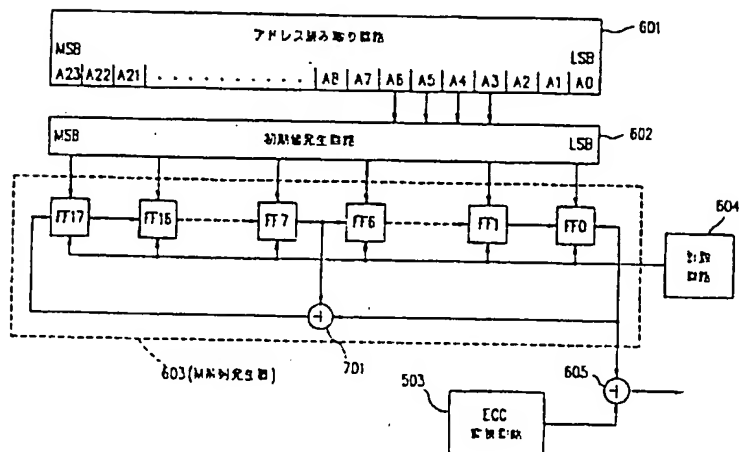 アドレス読み取り回路
601
MSB
LSB
A23 A22 A21 . . . . . . . . . . A8 A7 A6 A5 A4 A3 A2 A1 A0
MSB
初期値発生回路
LSB
602
FF17
FF16
FF7
FF6
FF1
FF0
604
回路
701
603(M系列発生器)
605
503
ECC
回路